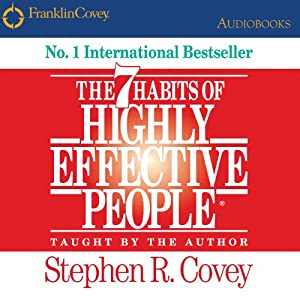 FranklinCovey.
AUDIOBOOKS
No. 1 International Bestseller
THE 7 HABITS OF
HIGHLY
EFFECTIVE
PEOPLE®
TAUGHT BY THE AUTHOR
Stephen R. Covey